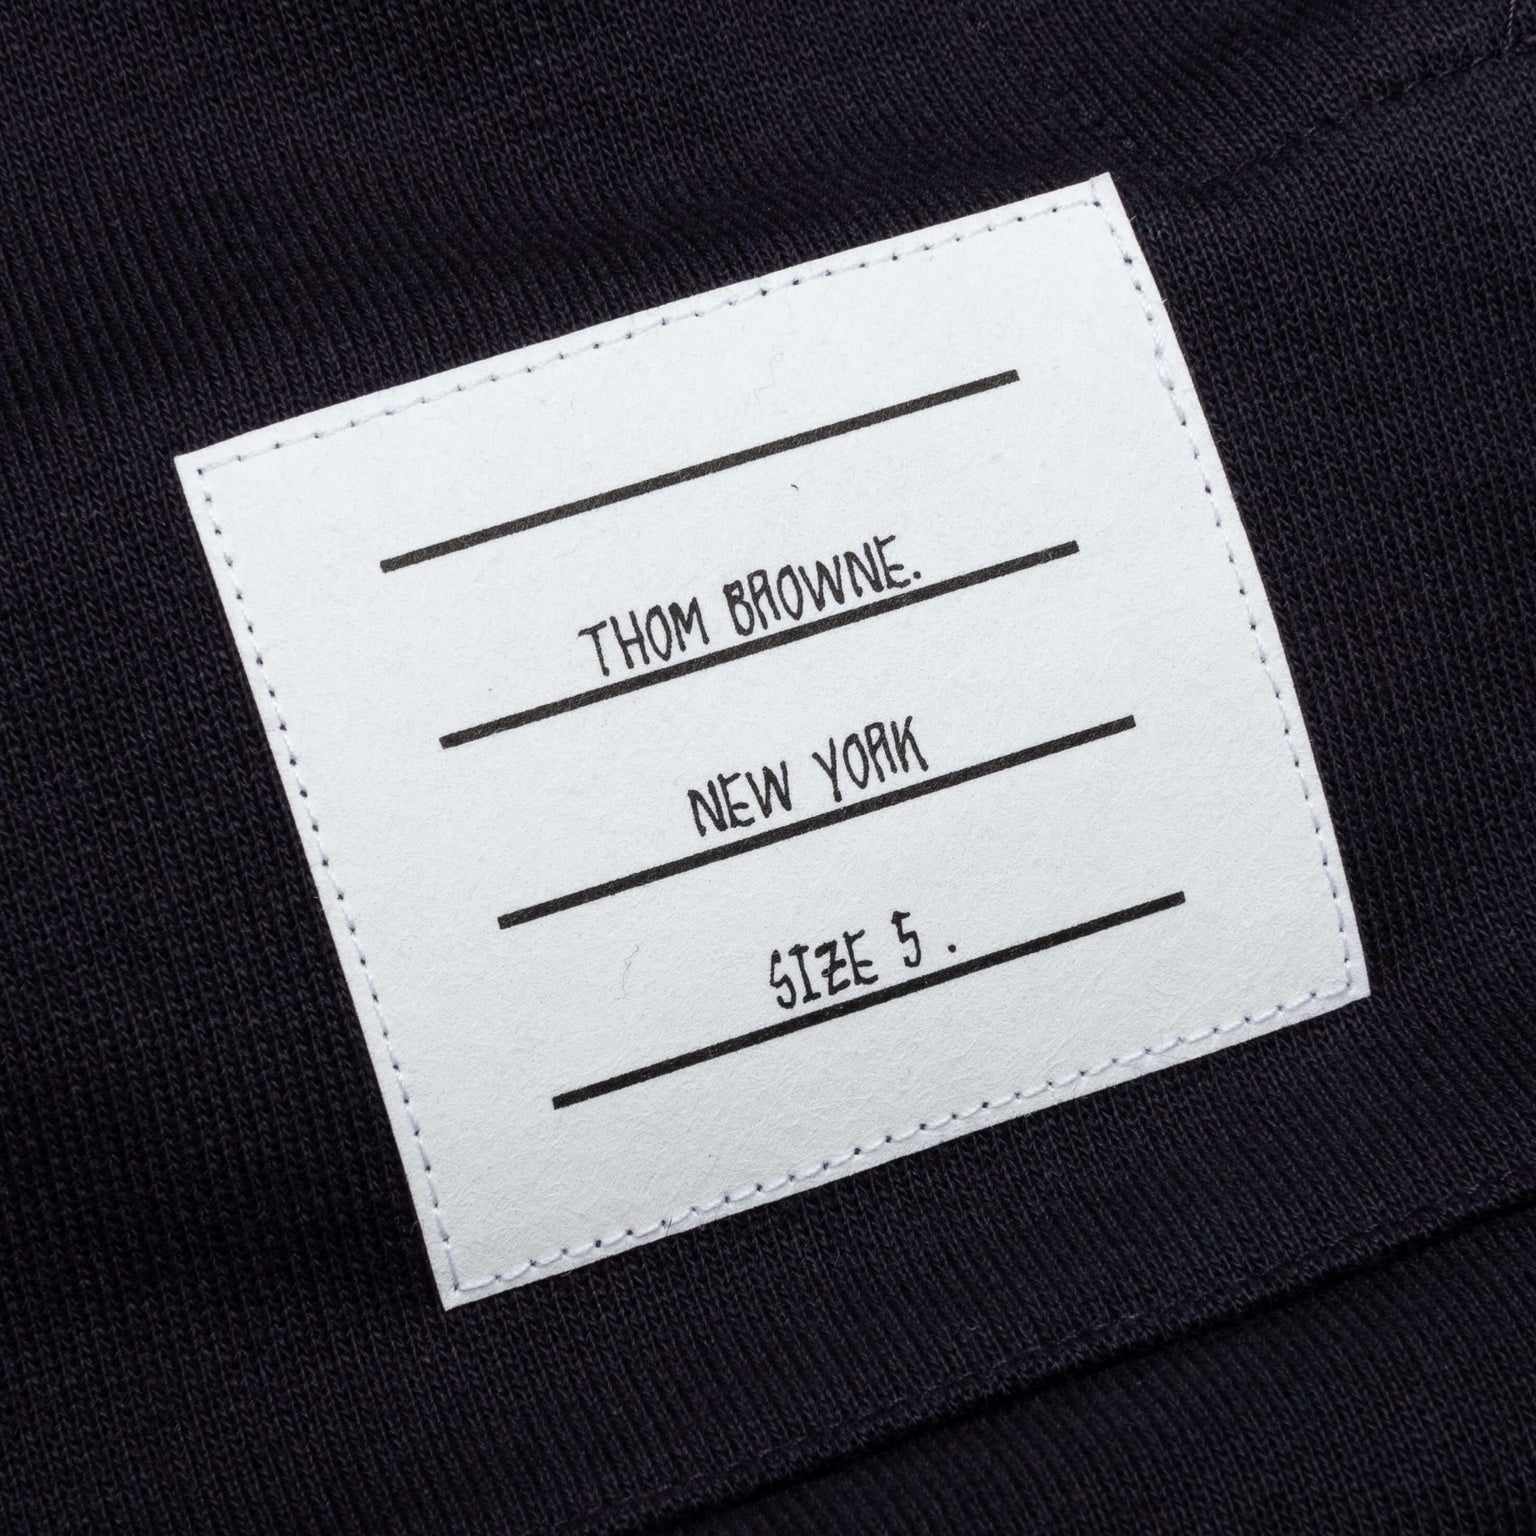 THOM BROWNE.
NEW YORK
SIZE 5 .